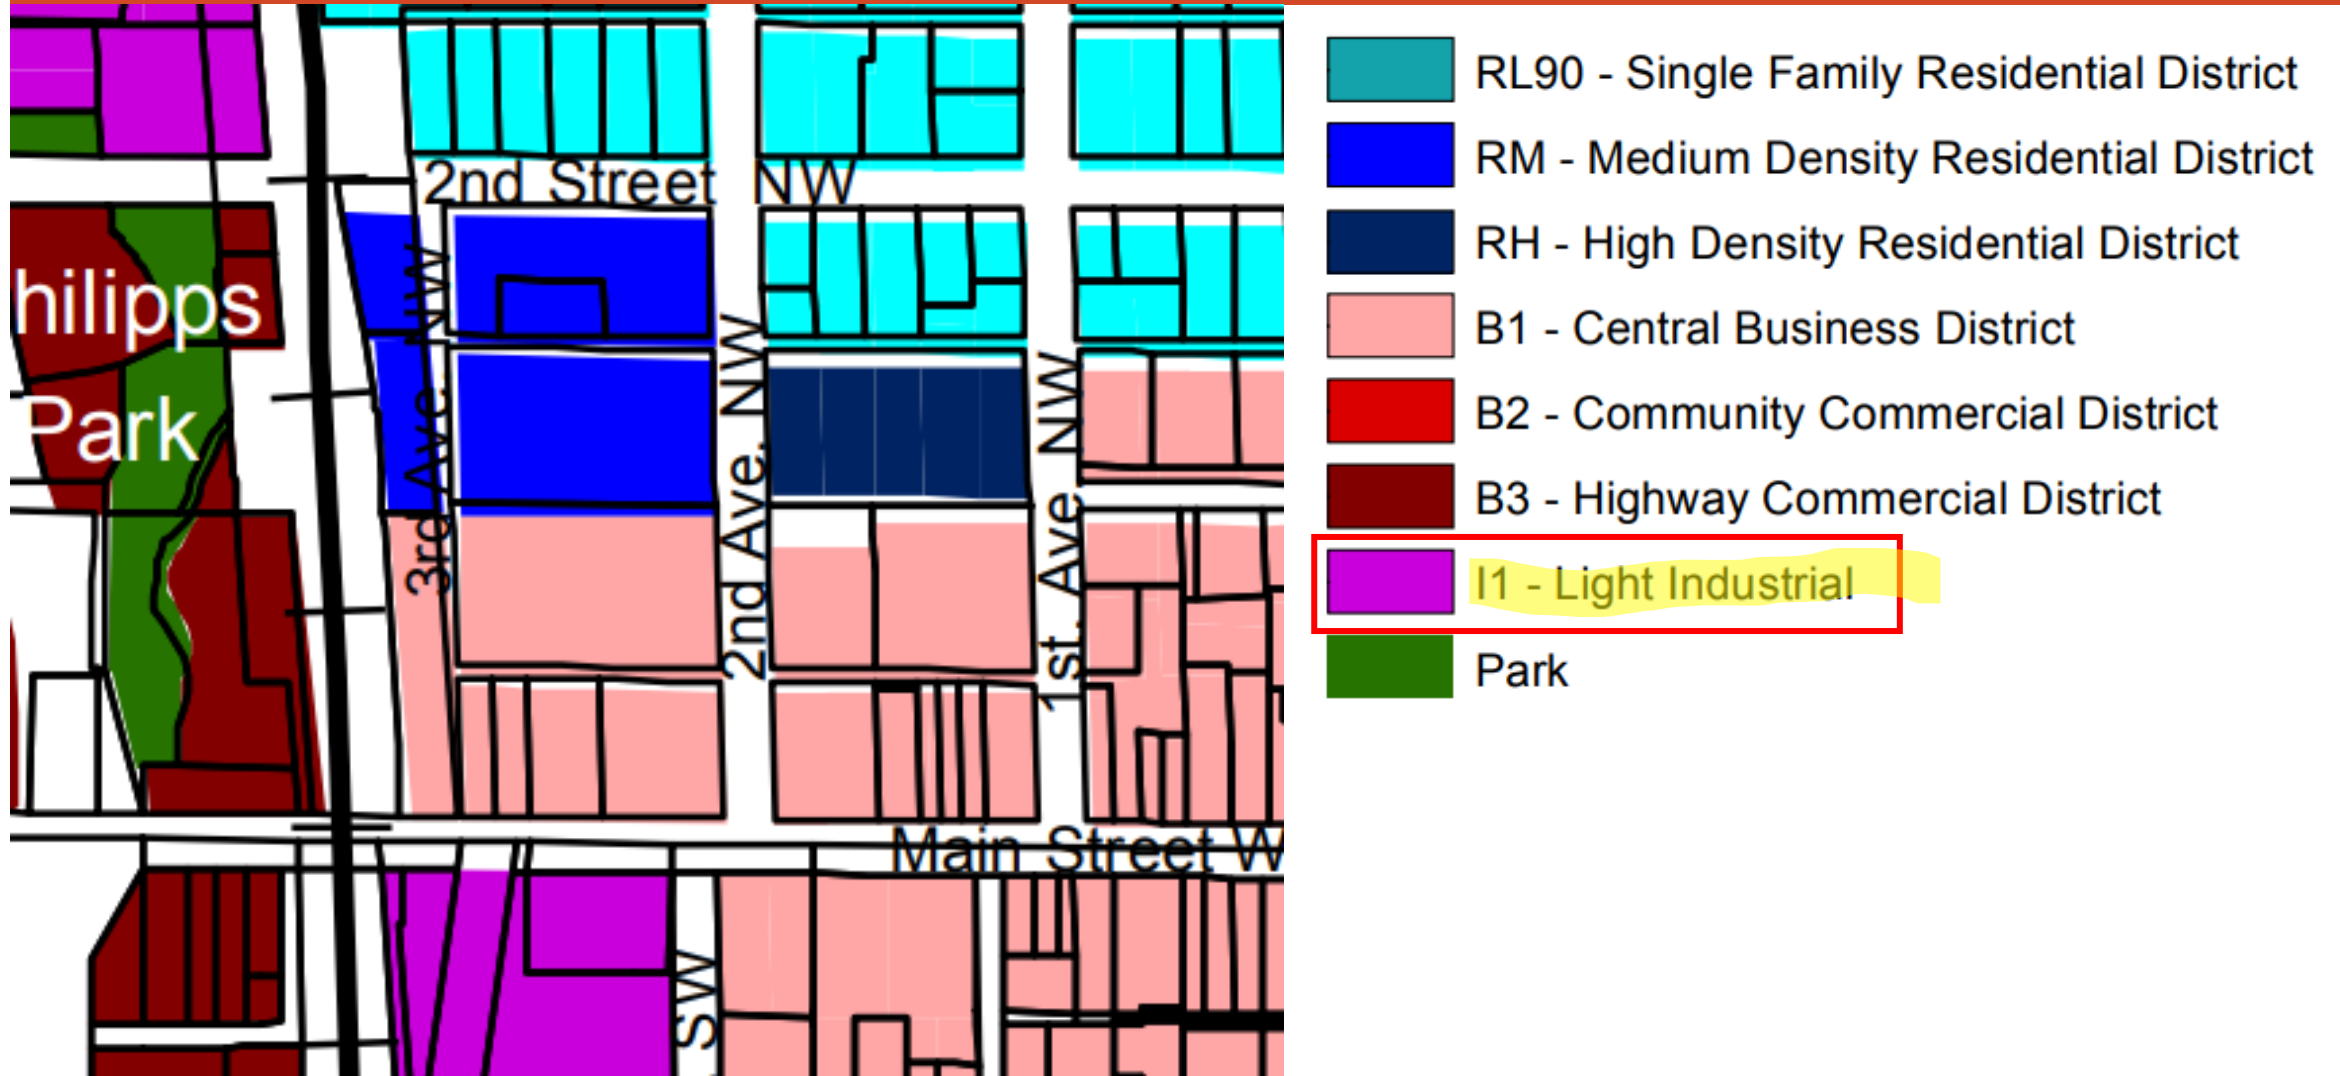 2nd Street NW
hilipps
Park
3rd Ave. NW
2nd Ave. NW
1st. Ave. NW
Main Street W
SW
RL90 - Single Family Residential District
RM - Medium Density Residential District
RH - High Density Residential District
B1 - Central Business District
B2 - Community Commercial District
B3 - Highway Commercial District
I1 - Light Industrial
Park